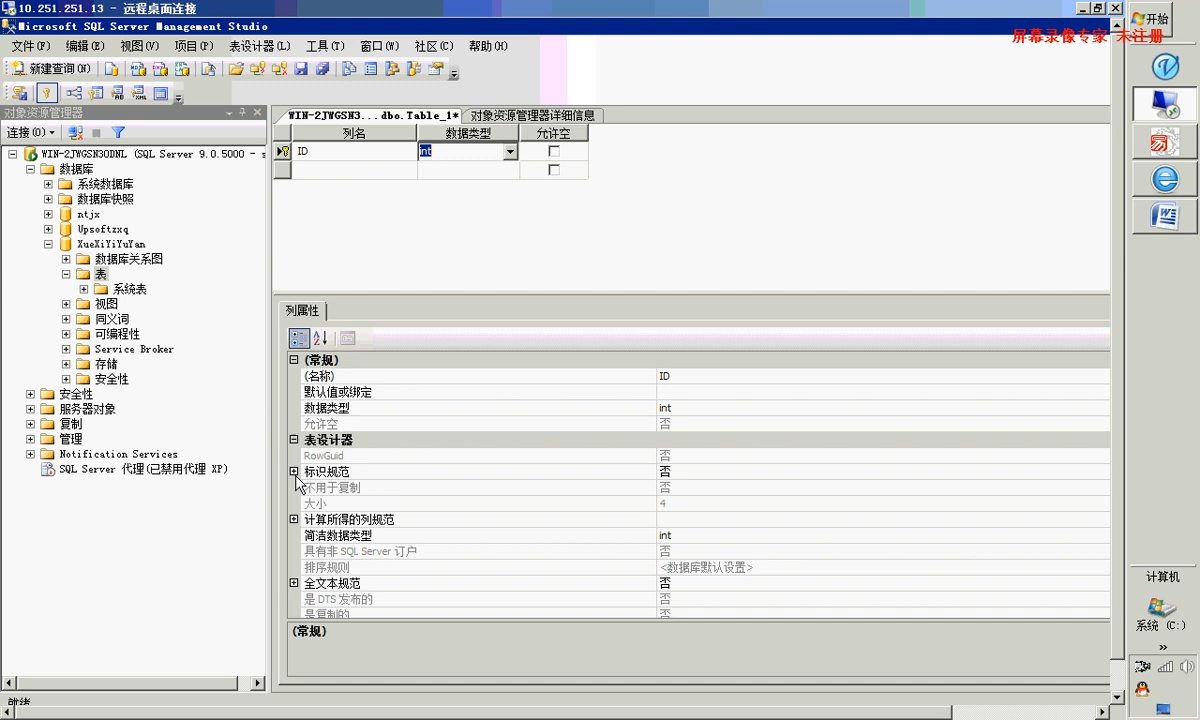 10.251.251.13 - 远程桌面连接
Microsoft SQL Server Management Studio
开始
屏幕录像专家 未注册
文件(F) 编辑(E) 视图(V) 项目(P) 表设计器(L) 工具(T) 窗口(W) 社区(C) 帮助(H)
新建查询(N)
对象资源管理器
WIN-2JWGSN3...dbo.Table_1* 对象资源管理器详细信息
连接(O)
列名 数据类型 允许空
ID int
WIN-2JWGSN3ODNL (SQL Server 9.0.5000 - s
数据库
系统数据库
数据库快照
ntjx
Upsoftzxq
XueXiYiYuYan
数据库关系图
表
系统表
视图
同义词
可编程性
Service Broker
存储
安全性
安全性
服务器对象
复制
管理
Notification Services
SQL Server 代理(已禁用代理 XP)
列属性
(常规)
(名称) ID
默认值或绑定
数据类型 int
允许空 否
表设计器
RowGuid 否
标识规范 否
不用于复制 否
大小 4
计算所得的列规范
简洁数据类型 int
具有非 SQL Server 订户 否
排序规则 <数据库默认设置>
全文本规范 否
是 DTS 发布的 否
是复制的 否
(常规)
计算机
系统 (C:)
就绪